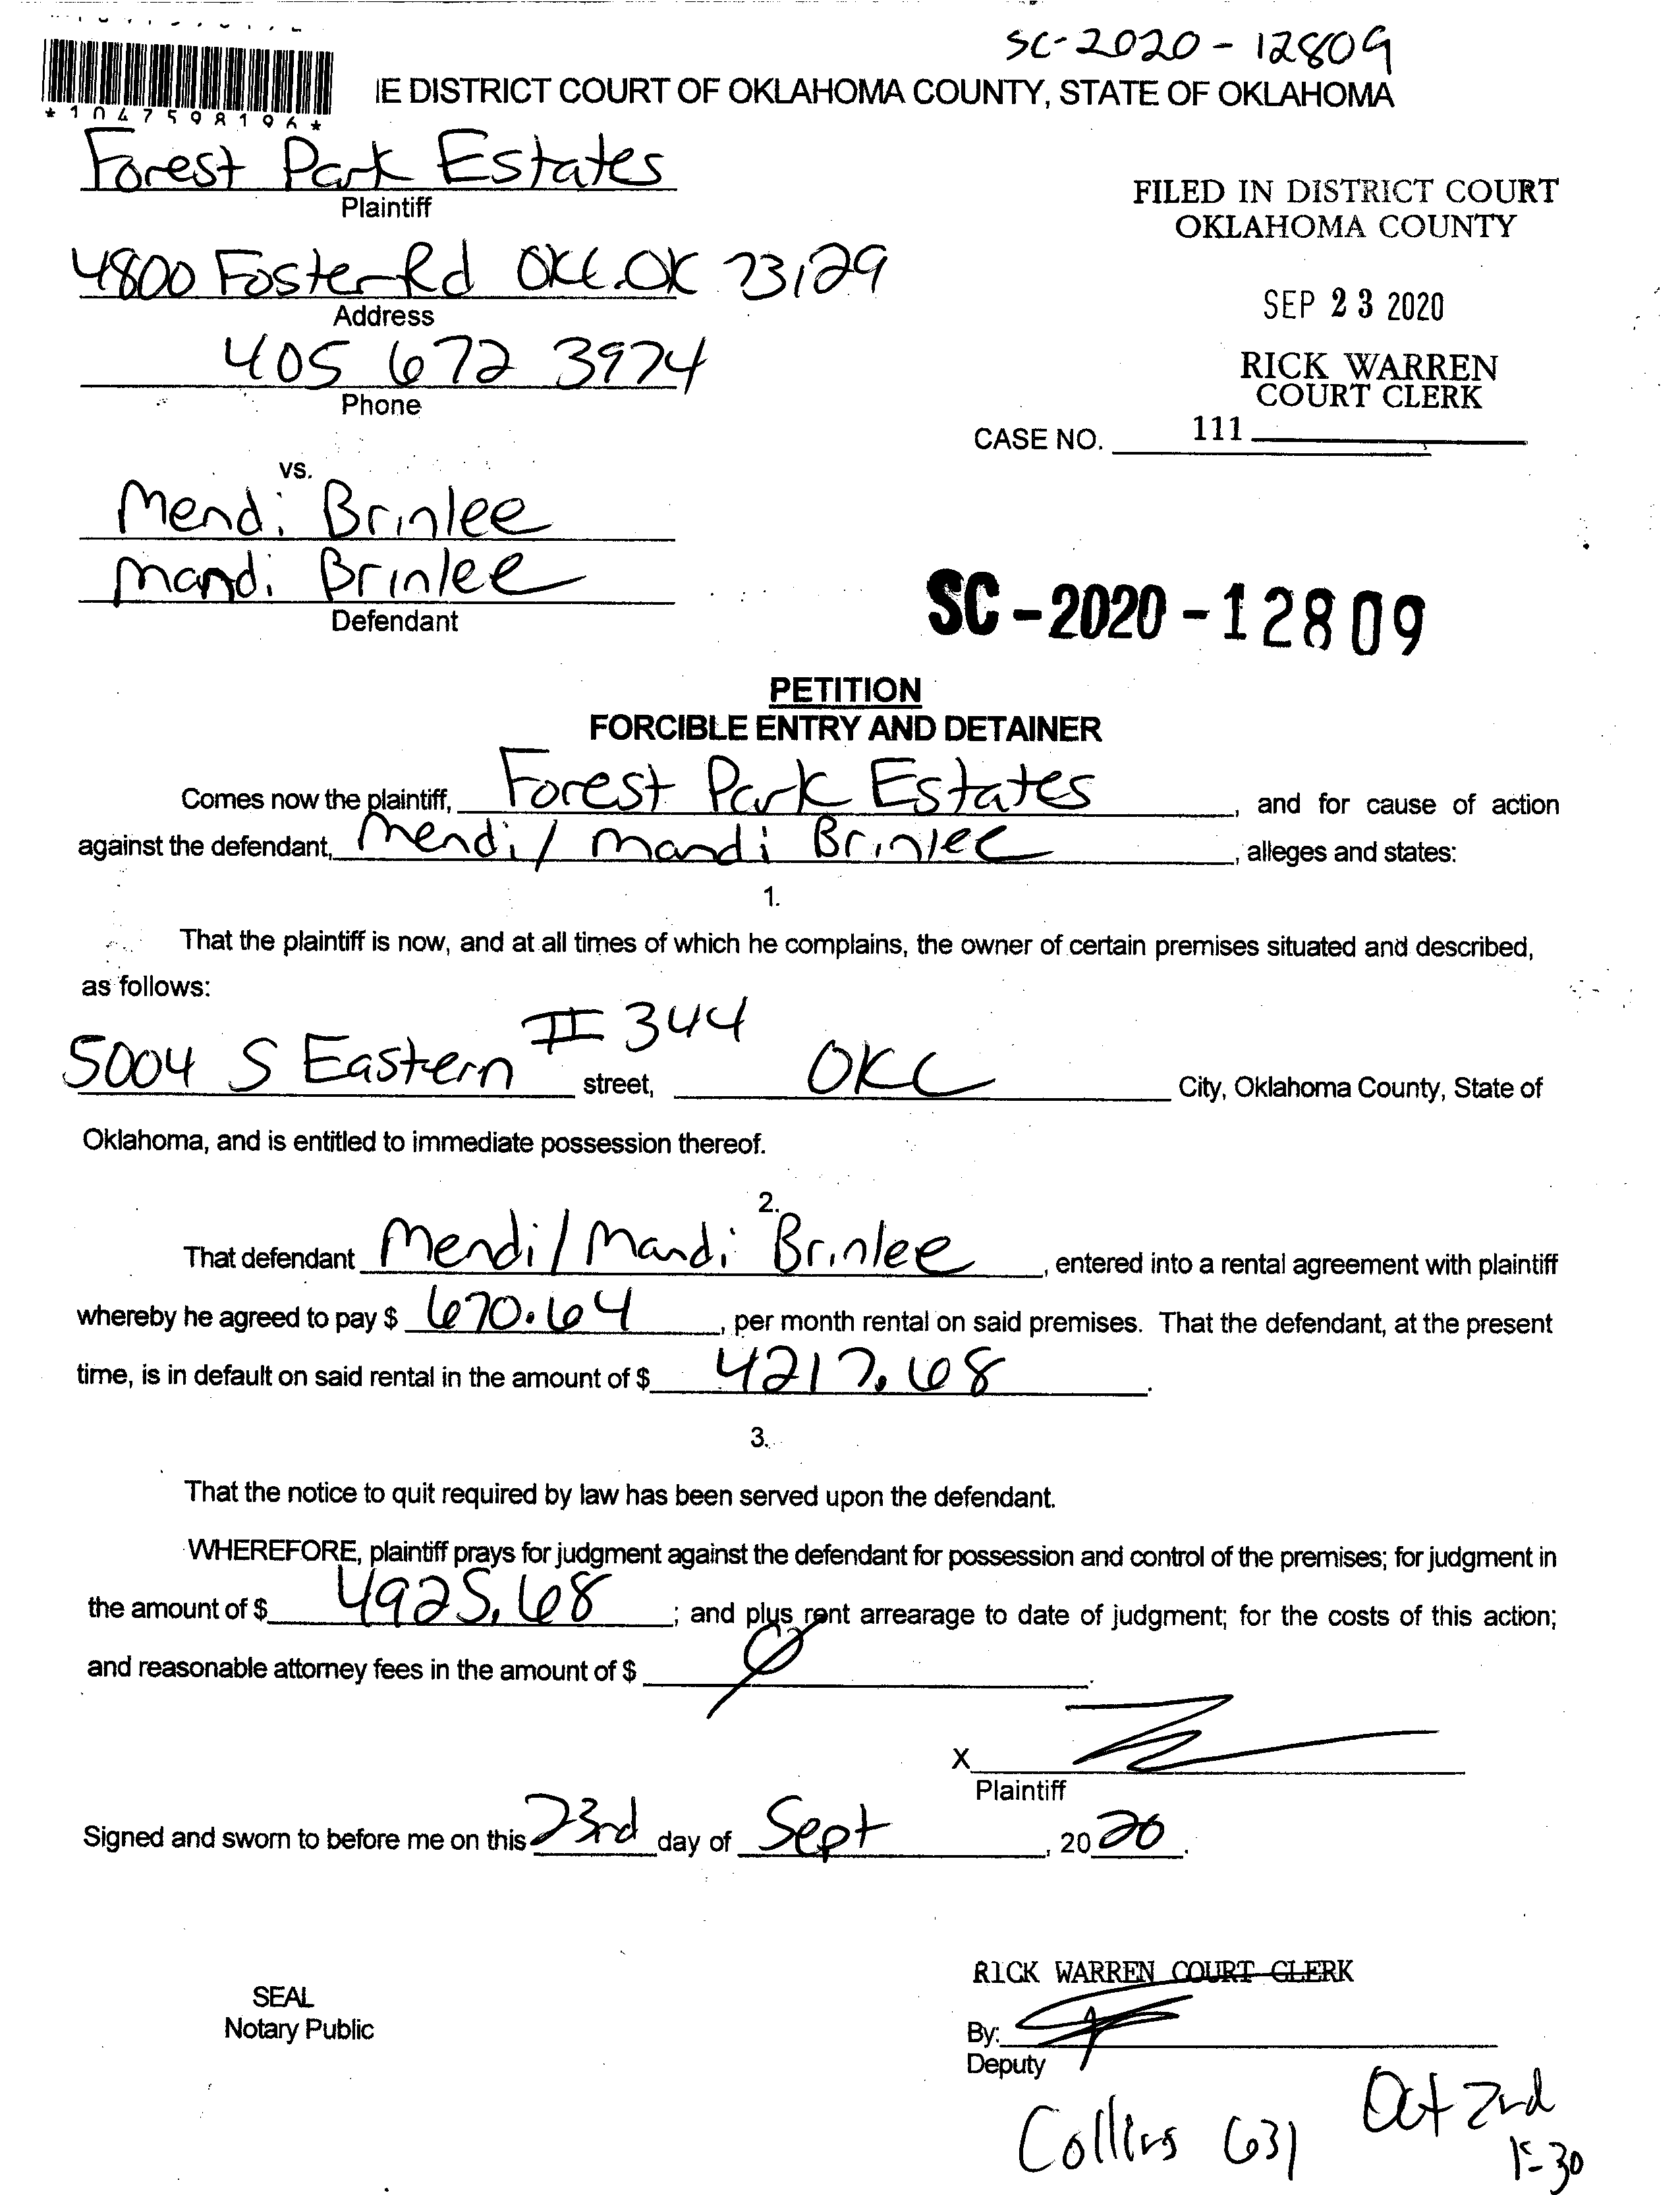 SC-2020-12809
*1047598196*
IE DISTRICT COURT OF OKLAHOMA COUNTY, STATE OF OKLAHOMA
Forest Park Estates
Plaintiff
FILED IN DISTRICT COURT
OKLAHOMA COUNTY
4800 Foster Rd OKC.OK 73129
Address
SEP 23 2020
405 672 3974
Phone
RICK WARREN
COURT CLERK
CASE NO. 111
vs.
Mendi Brinlee
Mandi Brinlee
Defendant
SC-2020-12809
PETITION
FORCIBLE ENTRY AND DETAINER
Comes now the plaintiff, Forest Park Estates, and for cause of action
against the defendant, Mendi/Mandi Brinlee, alleges and states:
1.
That the plaintiff is now, and at all times of which he complains, the owner of certain premises situated and described,
as follows:
5004 S Eastern #344 street, OKC City, Oklahoma County, State of
Oklahoma, and is entitled to immediate possession thereof.
2.
That defendant Mendi/Mandi Brinlee, entered into a rental agreement with plaintiff
whereby he agreed to pay $ 670.64, per month rental on said premises. That the defendant, at the present
time, is in default on said rental in the amount of $ 4217.68.
3.
That the notice to quit required by law has been served upon the defendant.
WHEREFORE, plaintiff prays for judgment against the defendant for possession and control of the premises; for judgment in
the amount of $ 4925.68; and plus rent arrearage to date of judgment; for the costs of this action;
and reasonable attorney fees in the amount of $ Ø.
X
Plaintiff
Signed and sworn to before me on this 23rd day of Sept, 2020.
RICK WARREN COURT CLERK
SEAL
Notary Public
By:
Deputy
Collins 631 Oct 2nd
1:30